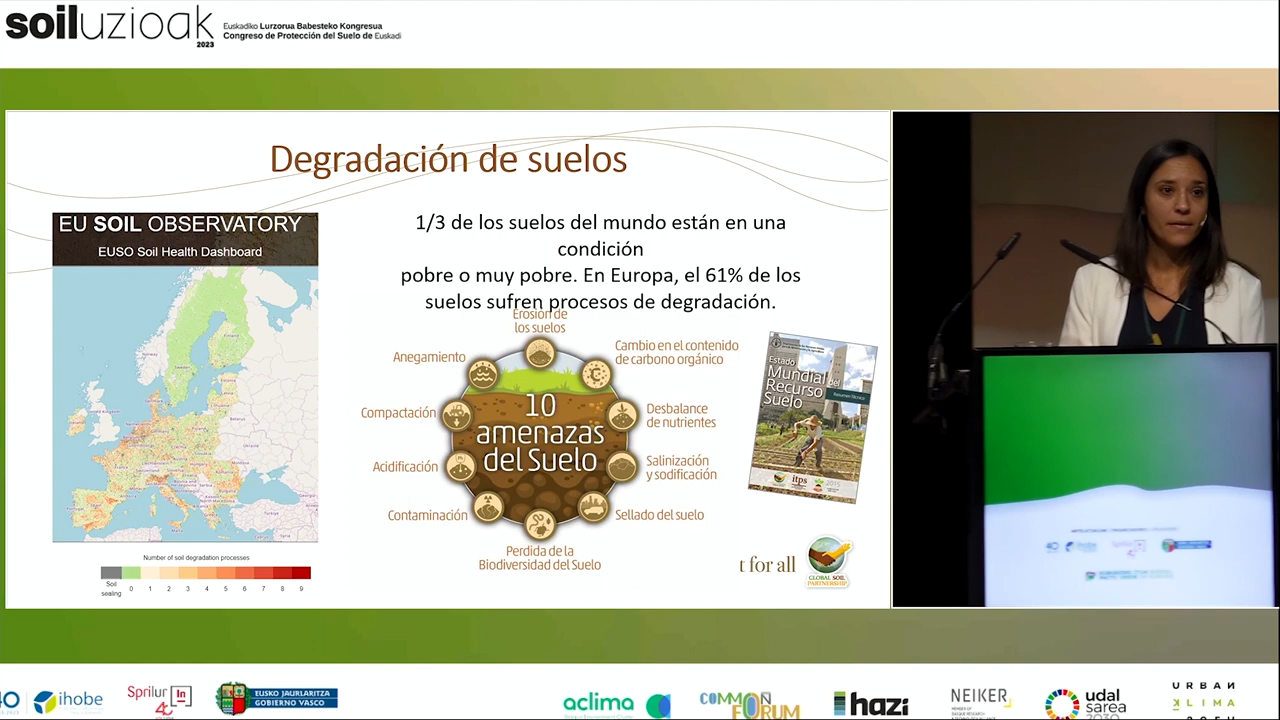 soiluzioak
2023
Euskadiko Lurzorua Babesteko Kongresua
Congreso de Protección del Suelo de Euskadi
Degradación de suelos
EU SOIL OBSERVATORY
EUSO Soil Health Dashboard
Number of soil degradation processes
Soil sealing
1 2 3 4 5 6 7 8 9
1/3 de los suelos del mundo están en una
condición
pobre o muy pobre. En Europa, el 61% de los
suelos sufren procesos de degradación.
Erosión de
los suelos
Anegamiento
Cambio en el contenido
de carbono orgánico
Compactación
Desbalance
de nutrientes
10
amenazas
del Suelo
Acidificación
Salinización
y sodificación
Contaminación
Sellado del suelo
Perdida de la
Biodiversidad del Suelo
Estado
Mundial del
Recurso
Suelo
Resumen Técnico
itps
2015
t for all
GLOBAL SOIL
PARTNERSHIP
ihobe
Sprilur
In
EUSKO JAURLARITZA
GOBIERNO VASCO
aclima
COMMON
FORUM
hazi
NEIKER
udal
sarea
2030
URBAN
KLIMA